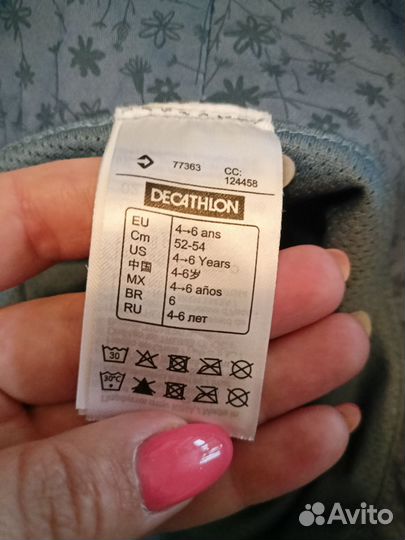 77363 CC:
124458
DECATHLON
EU 4→6 ans
Cm 52-54
US 4→6 Years
中国 4-6岁
MX 4→6 años
BR 6
RU 4-6 лет
30
30°C
Avito